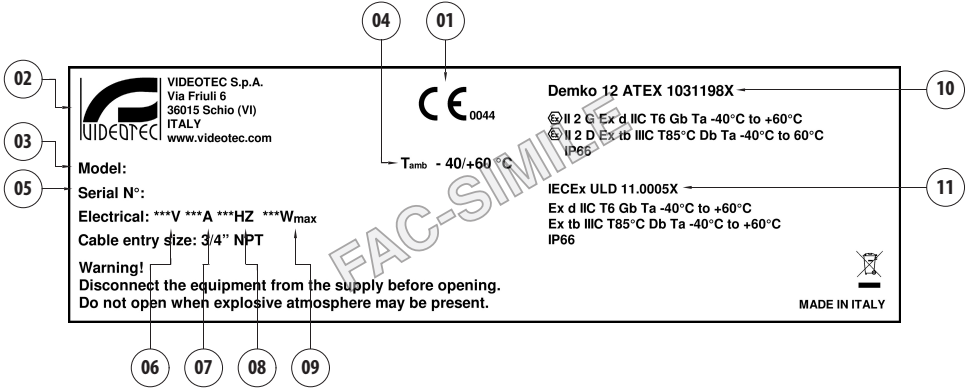 04
01
02
VIDEOTEC
VIDEOTEC S.p.A.
Via Friuli 6
36015 Schio (VI)
ITALY
www.videotec.com
CE 0044
Demko 12 ATEX 1031198X
10
Ex II 2 G Ex d IIC T6 Gb Ta -40°C to +60°C
Ex II 2 D Ex tb IIIC T85°C Db Ta -40°C to 60°C
IP66
03
Model:
Tamb - 40/+60 °C
05
Serial N°:
IECEx ULD 11.0005X
11
Ex d IIC T6 Gb Ta -40°C to +60°C
Ex tb IIIC T85°C Db Ta -40°C to +60°C
IP66
Electrical: ***V ***A ***HZ ***Wmax
Cable entry size: 3/4” NPT
FAC-SIMILE
Warning!
Disconnect the equipment from the supply before opening.
Do not open when explosive atmosphere may be present.
MADE IN ITALY
06
07
08
09